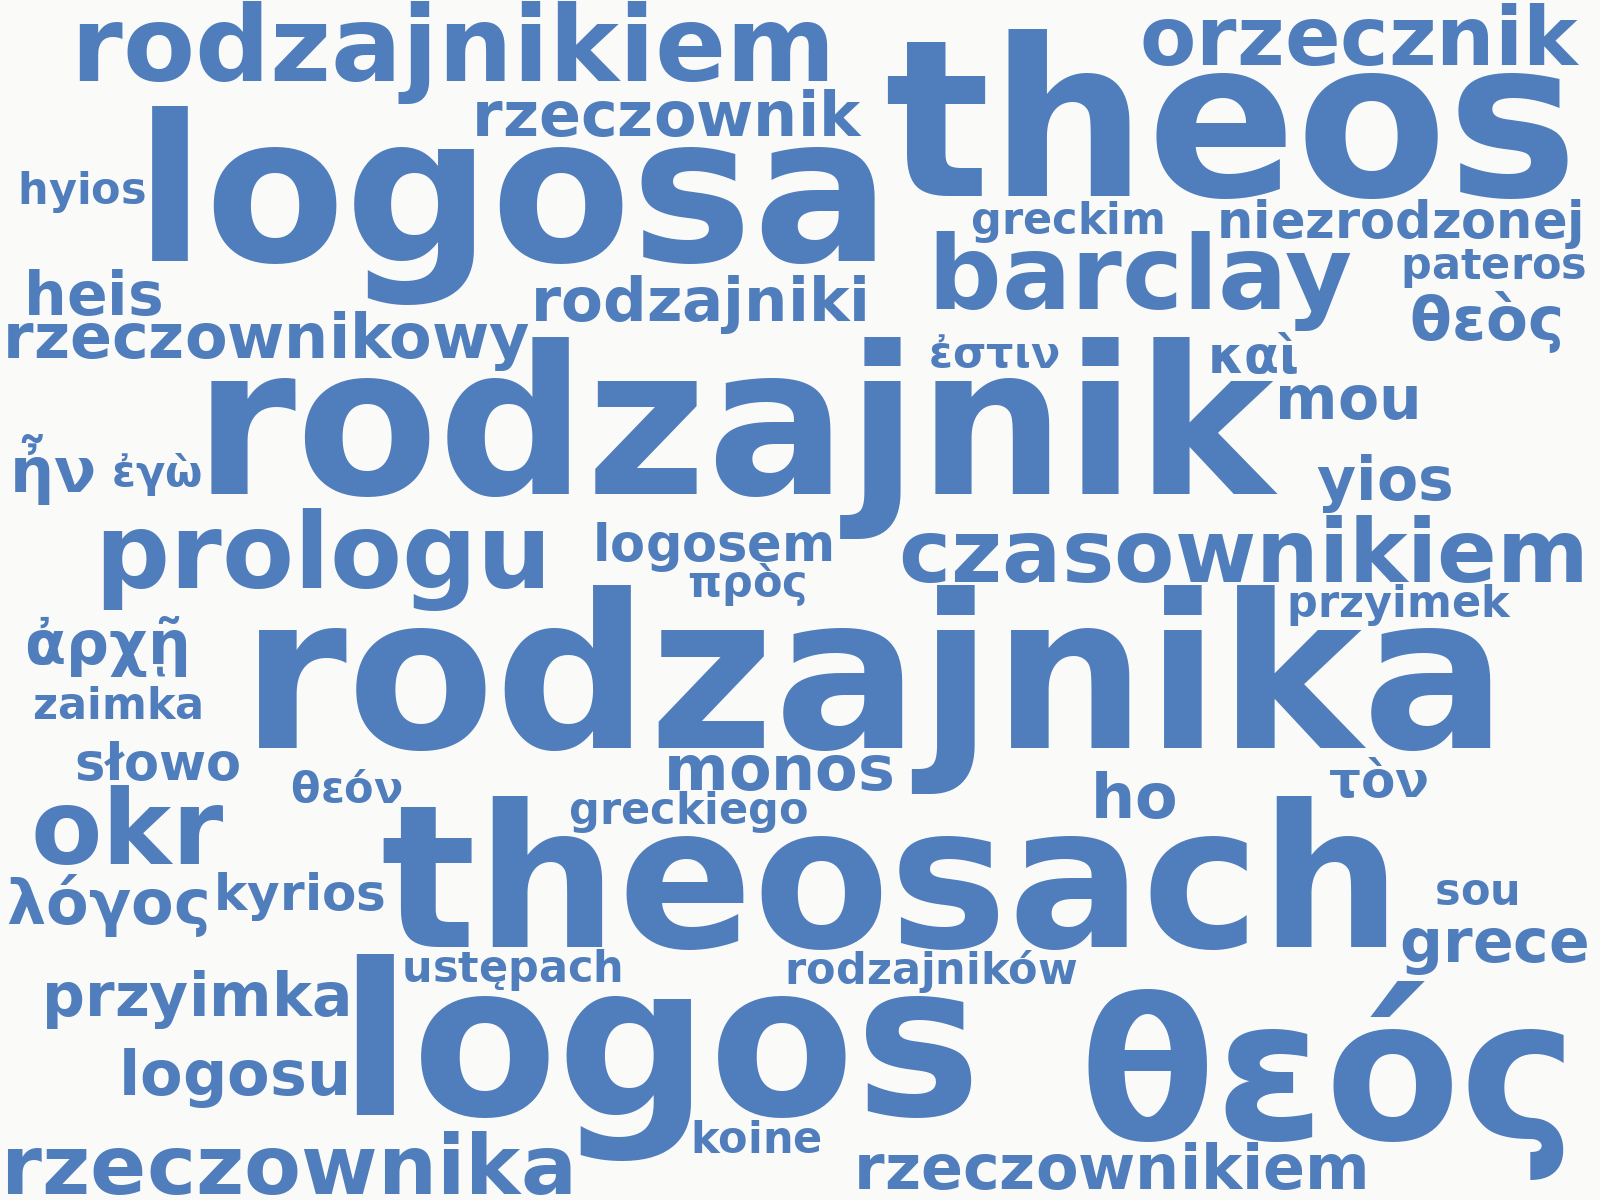 rodzajnikiem
orzecznik
theos
rzeczownik
logosa
hyios
greckim
niezrodzonej
barclay
pateros
heis
rodzajniki
θεὸς
rzeczownikowy
ἐστιν
καὶ
rodzajnik
mou
ἦν
ἐγὼ
yios
prologu
logosem
czasownikiem
πρὸς
przyimek
ἀρχῇ
rodzajnika
zaimka
słowo
monos
θεόν
ho
τὸν
okr
greckiego
theosach
λόγος
kyrios
sou
grece
ustępach
rodzajników
przyimka
logos
θεός
logosu
koine
rzeczownika
rzeczownikiem